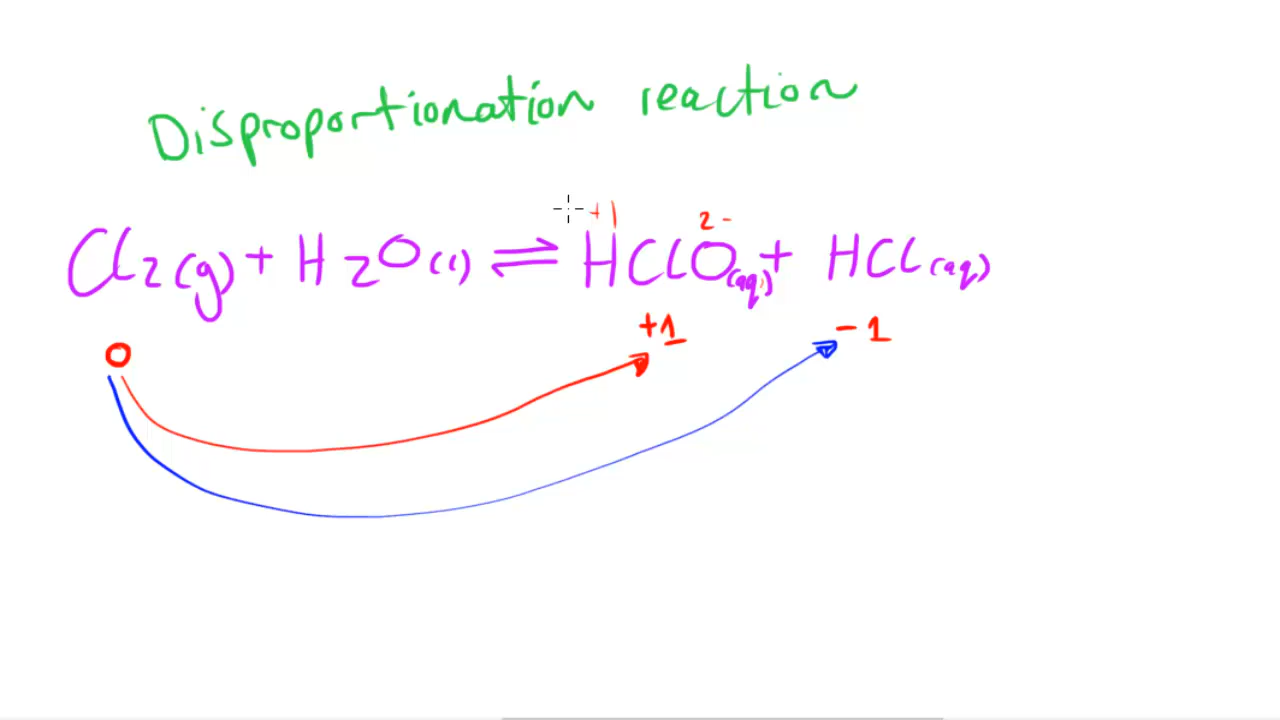 Disproportionation reaction
+1 2-
Cl2(g) + H2O(l) ⇌ HClO(aq) + HCl(aq)
0 +1 -1